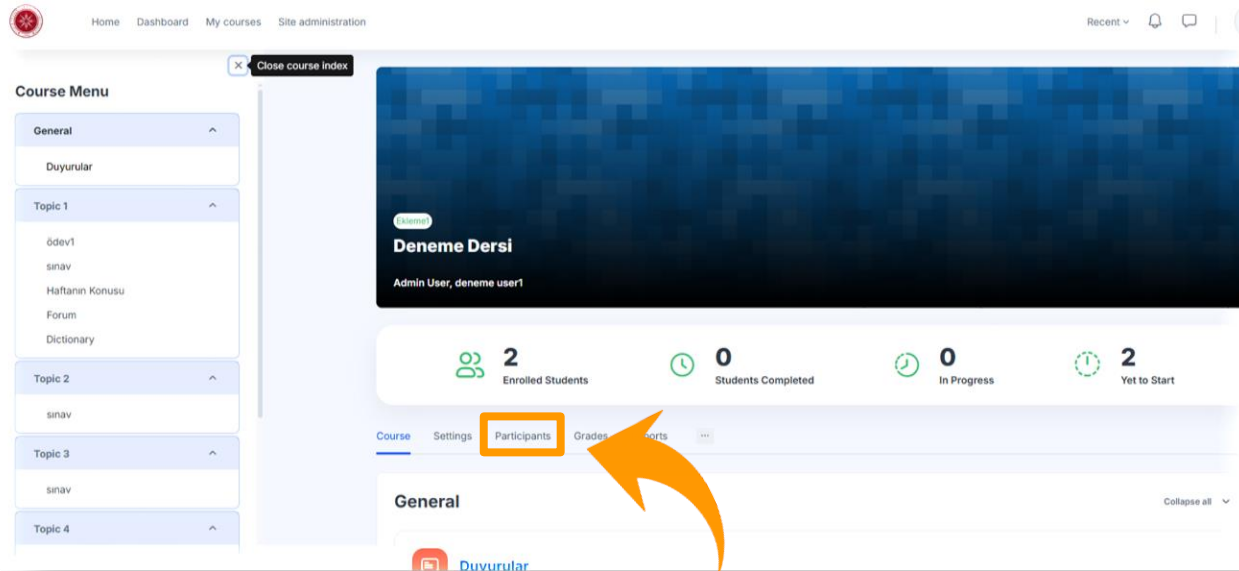 Home Dashboard My courses Site administration
Recent
Close course index
Course Menu
General
Duyurular
Topic 1
ödev1
sınav
Haftanın Konusu
Forum
Dictionary
Topic 2
sınav
Topic 3
sınav
Topic 4
Ekleme1
Deneme Dersi
Admin User, deneme user1
2
Enrolled Students
0
Students Completed
0
In Progress
2
Yet to Start
Course Settings Participants Grades
General
Collapse all
Duyurular